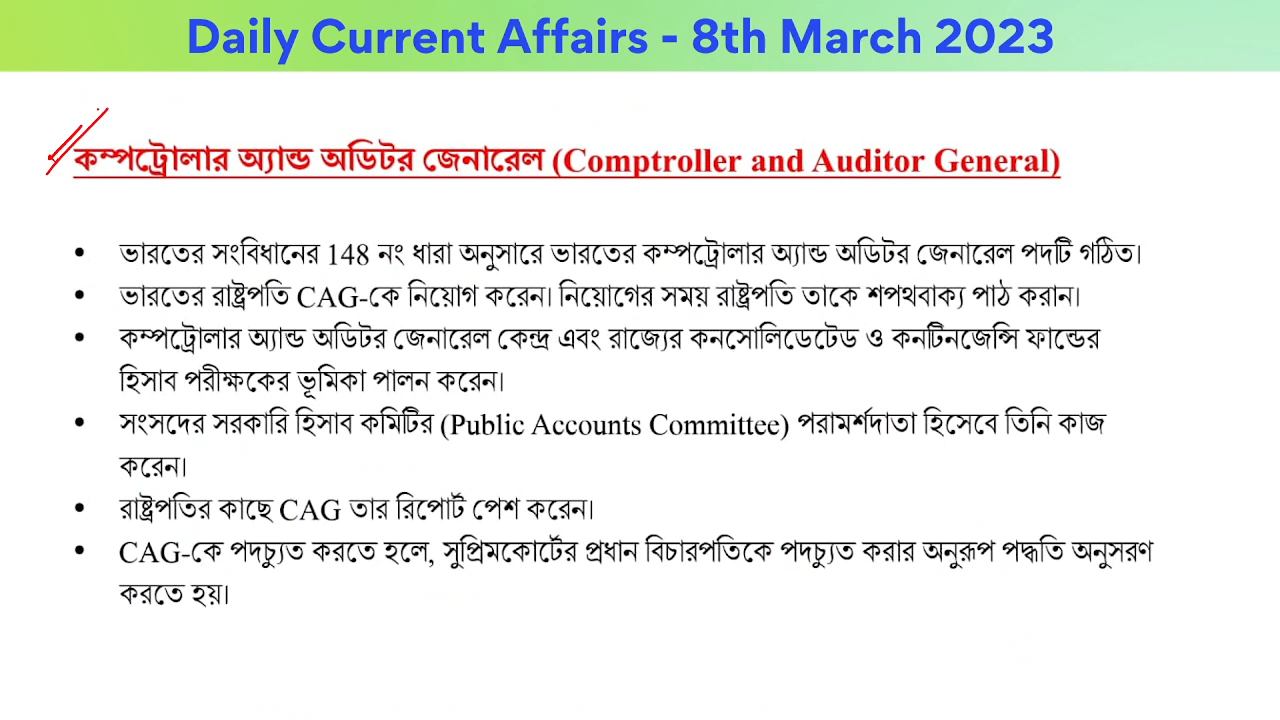 Daily Current Affairs - 8th March 2023
কম্পট্রোলার অ্যান্ড অডিটর জেনারেল (Comptroller and Auditor General)
• ভারতের সংবিধানের 148 নং ধারা অনুসারে ভারতের কম্পট্রোলার অ্যান্ড অডিটর জেনারেল পদটি গঠিত।
• ভারতের রাষ্ট্রপতি CAG-কে নিয়োগ করেন। নিয়োগের সময় রাষ্ট্রপতি তাকে শপথবাক্য পাঠ করান।
• কম্পট্রোলার অ্যান্ড অডিটর জেনারেল কেন্দ্র এবং রাজ্যের কনসোলিডেটেড ও কনটিনজেন্সি ফান্ডের
হিসাব পরীক্ষকের ভূমিকা পালন করেন।
• সংসদের সরকারি হিসাব কমিটির (Public Accounts Committee) পরামর্শদাতা হিসেবে তিনি কাজ
করেন।
• রাষ্ট্রপতির কাছে CAG তার রিপোর্ট পেশ করেন।
• CAG-কে পদচ্যুত করতে হলে, সুপ্রিমকোর্টের প্রধান বিচারপতিকে পদচ্যুত করার অনুরূপ পদ্ধতি অনুসরণ
করতে হয়।